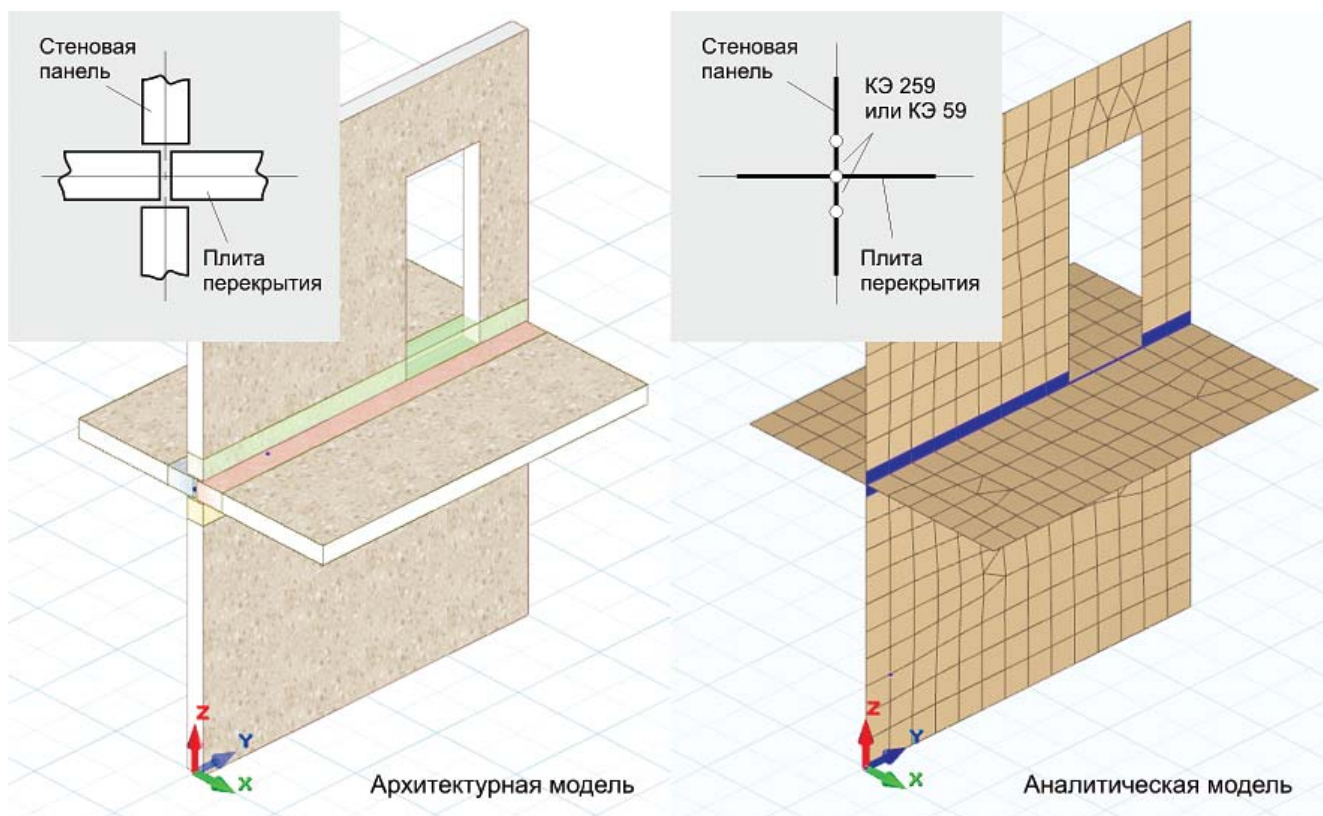 Стеновая
панель
Плита
перекрытия
Z
Y
X
Архитектурная модель
Стеновая
панель
КЭ 259
или КЭ 59
Плита
перекрытия
Z
Y
X
Аналитическая модель